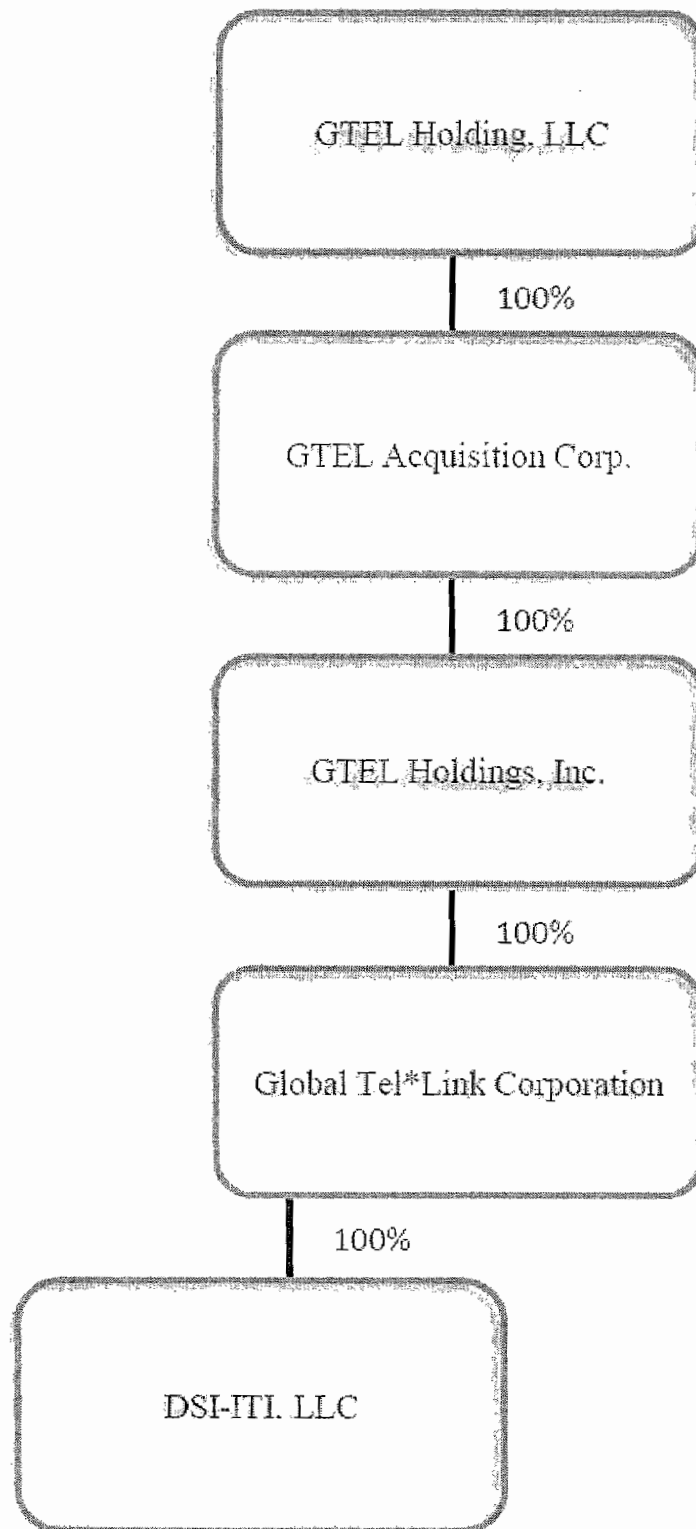 GTEL Holding, LLC
100%
GTEL Acquisition Corp.
100%
GTEL Holdings, Inc.
100%
Global Tel*Link Corporation
100%
DSI-ITI, LLC